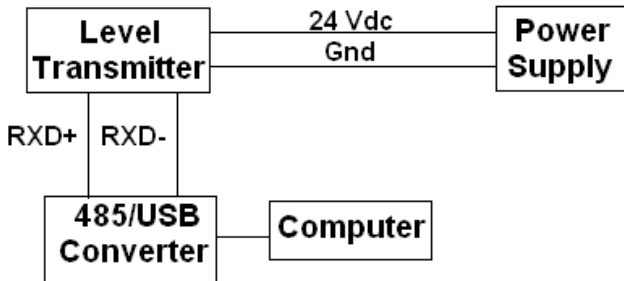 Level
Transmitter
24 Vdc
Gnd
Power
Supply
RXD+
RXD-
485/USB
Converter
Computer